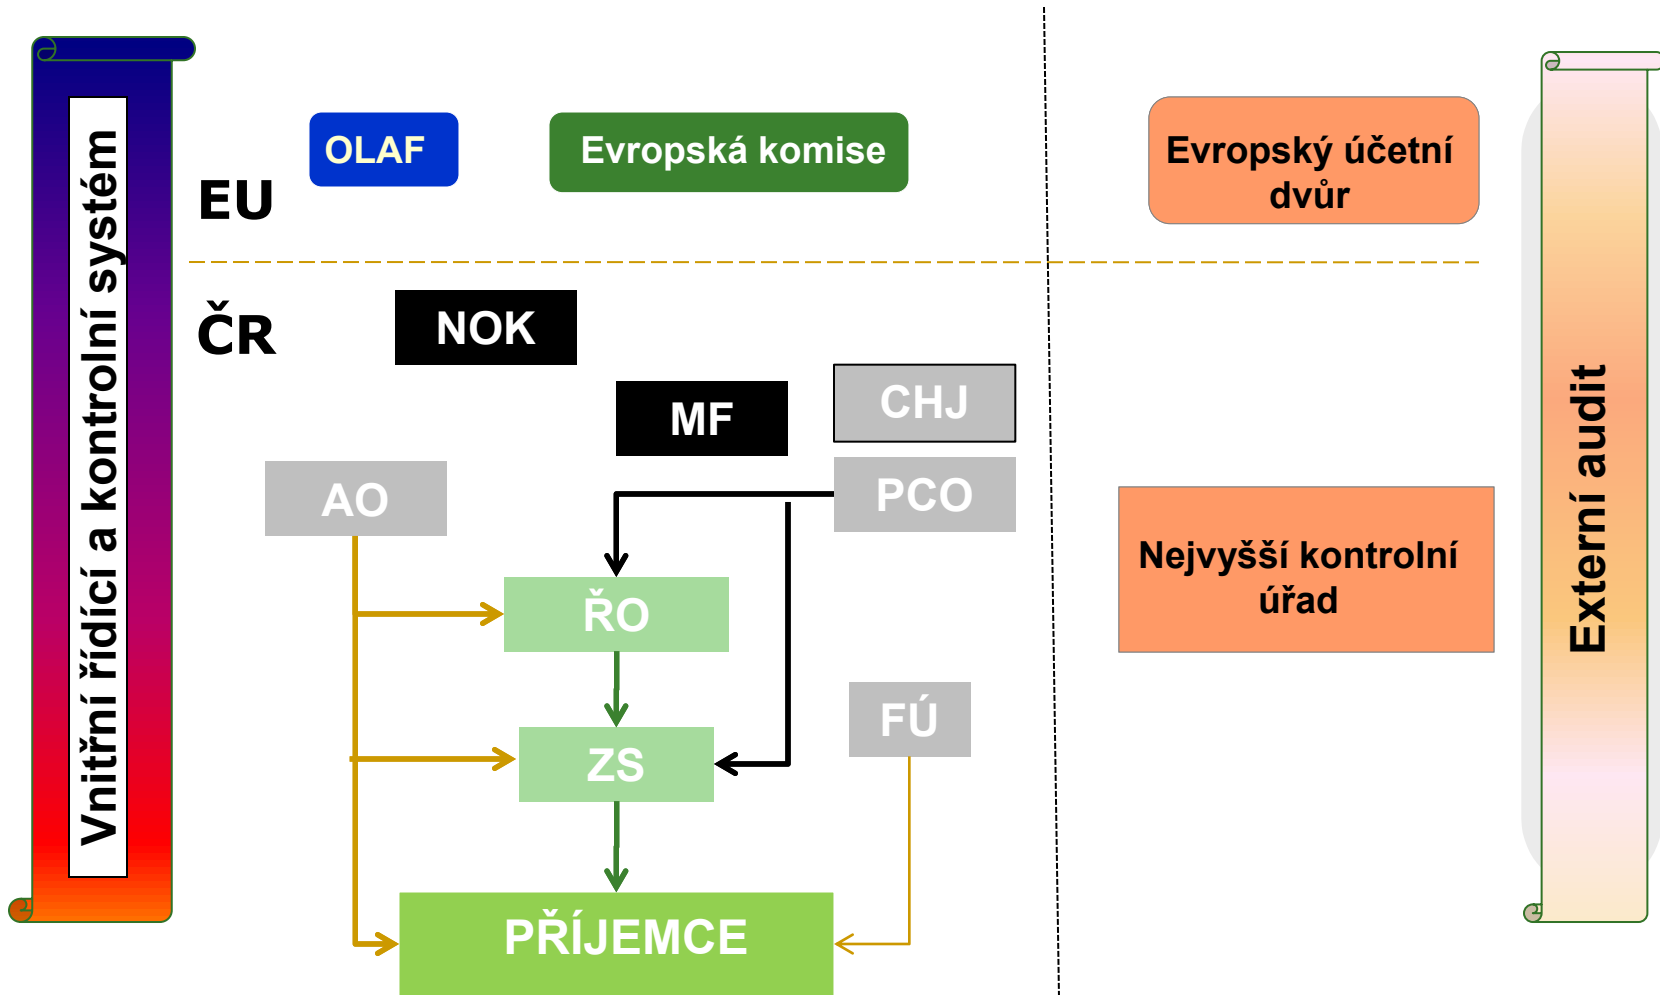 Vnitřní řídící a kontrolní systém
OLAF
Evropská komise
Evropský účetní
dvůr
EU
ČR
NOK
MF
CHJ
AO
PCO
Nejvyšší kontrolní
úřad
ŘO
FÚ
ZS
PŘÍJEMCE
Externí audit